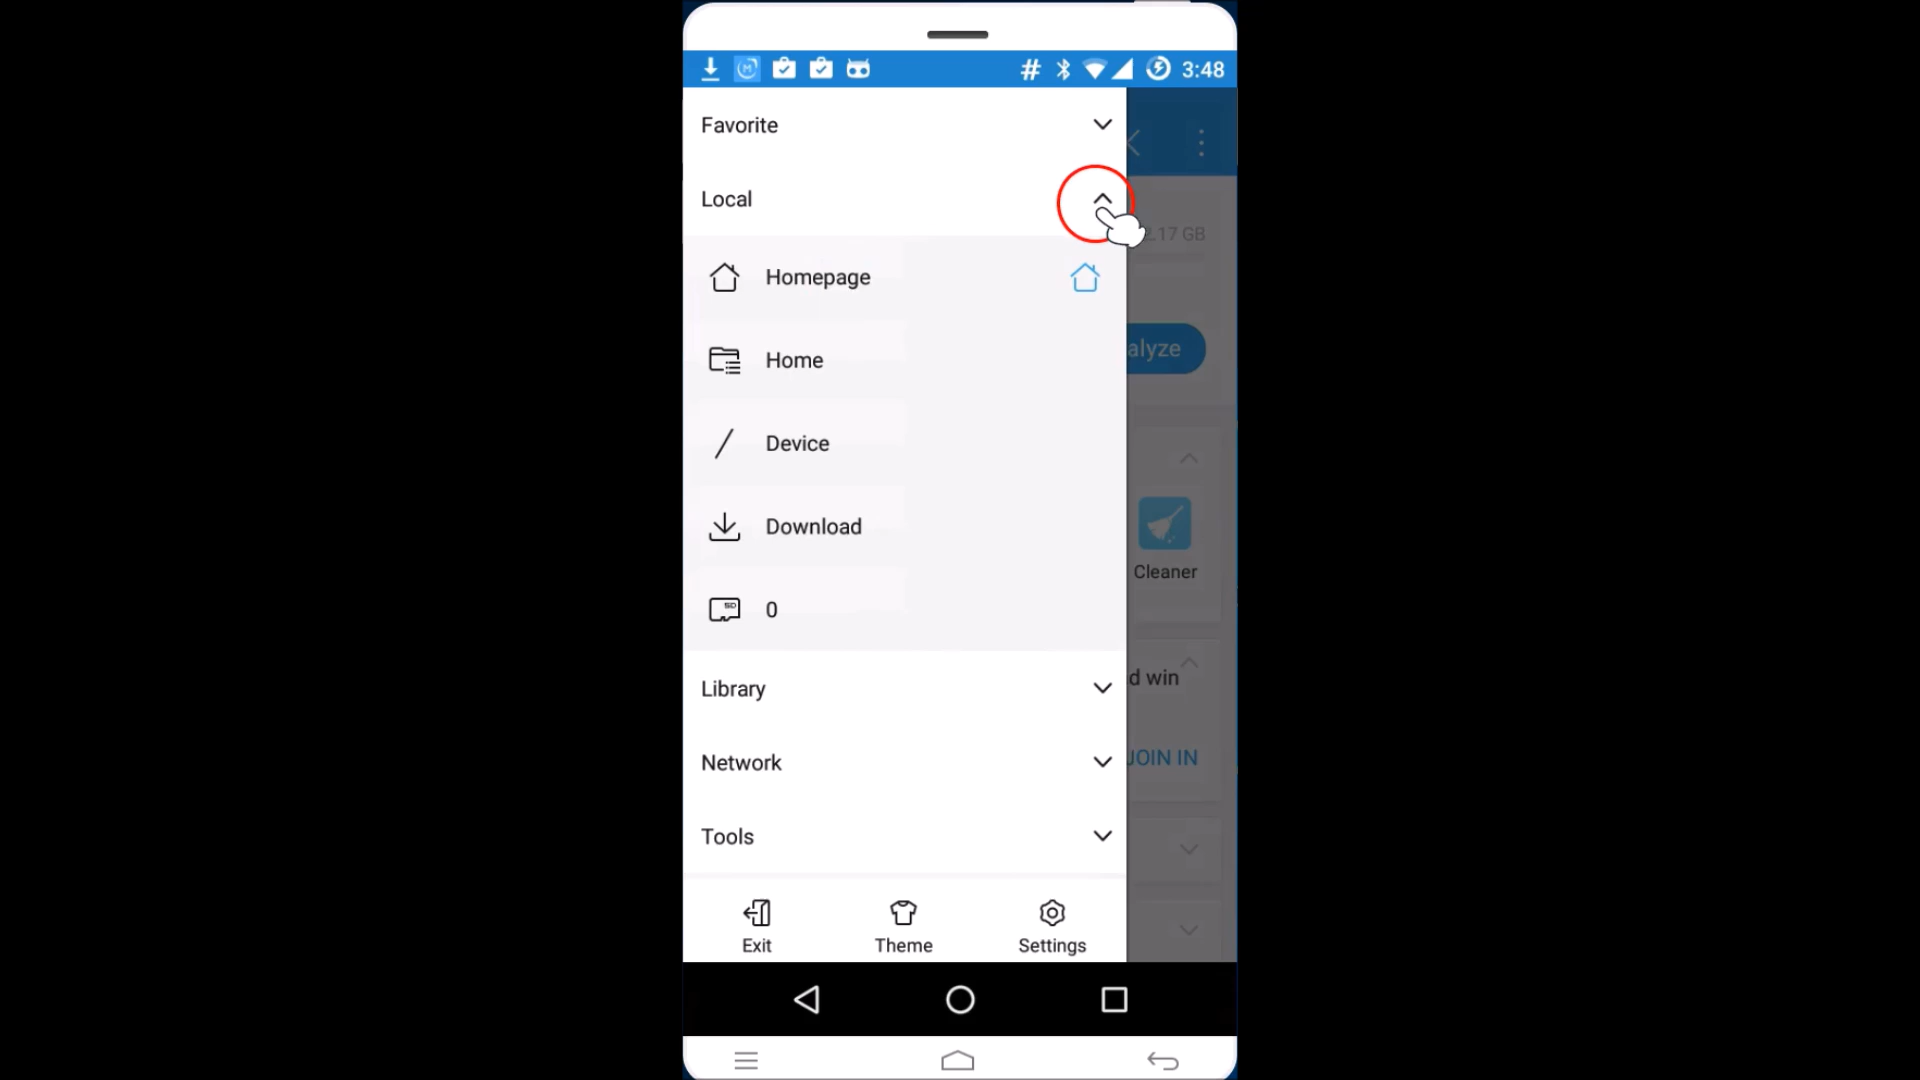 3:48
Favorite
Local
.17 GB
Homepage
Home
alyze
Device
Download
Cleaner
0
Library
d win
Network
JOIN IN
Tools
Exit
Theme
Settings